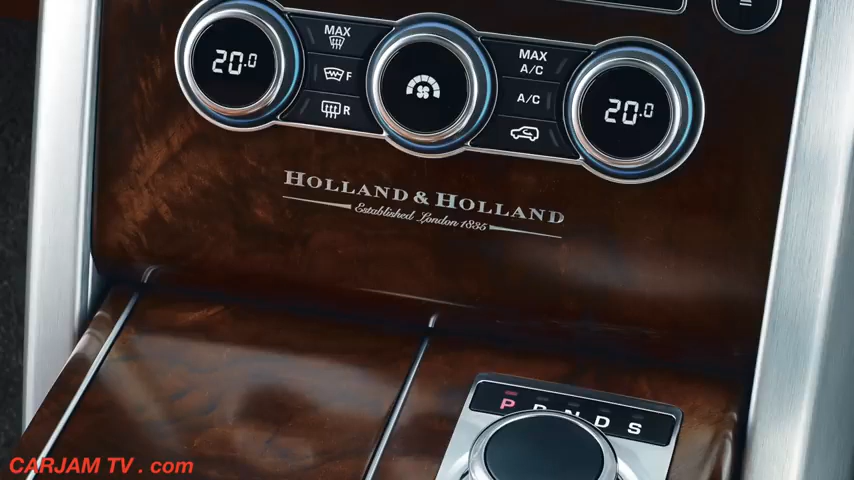 MAX
20.0
F
R
MAX
A/C
A/C
20.0
HOLLAND & HOLLAND
Established London 1835
P R N D S
CARJAM TV . com